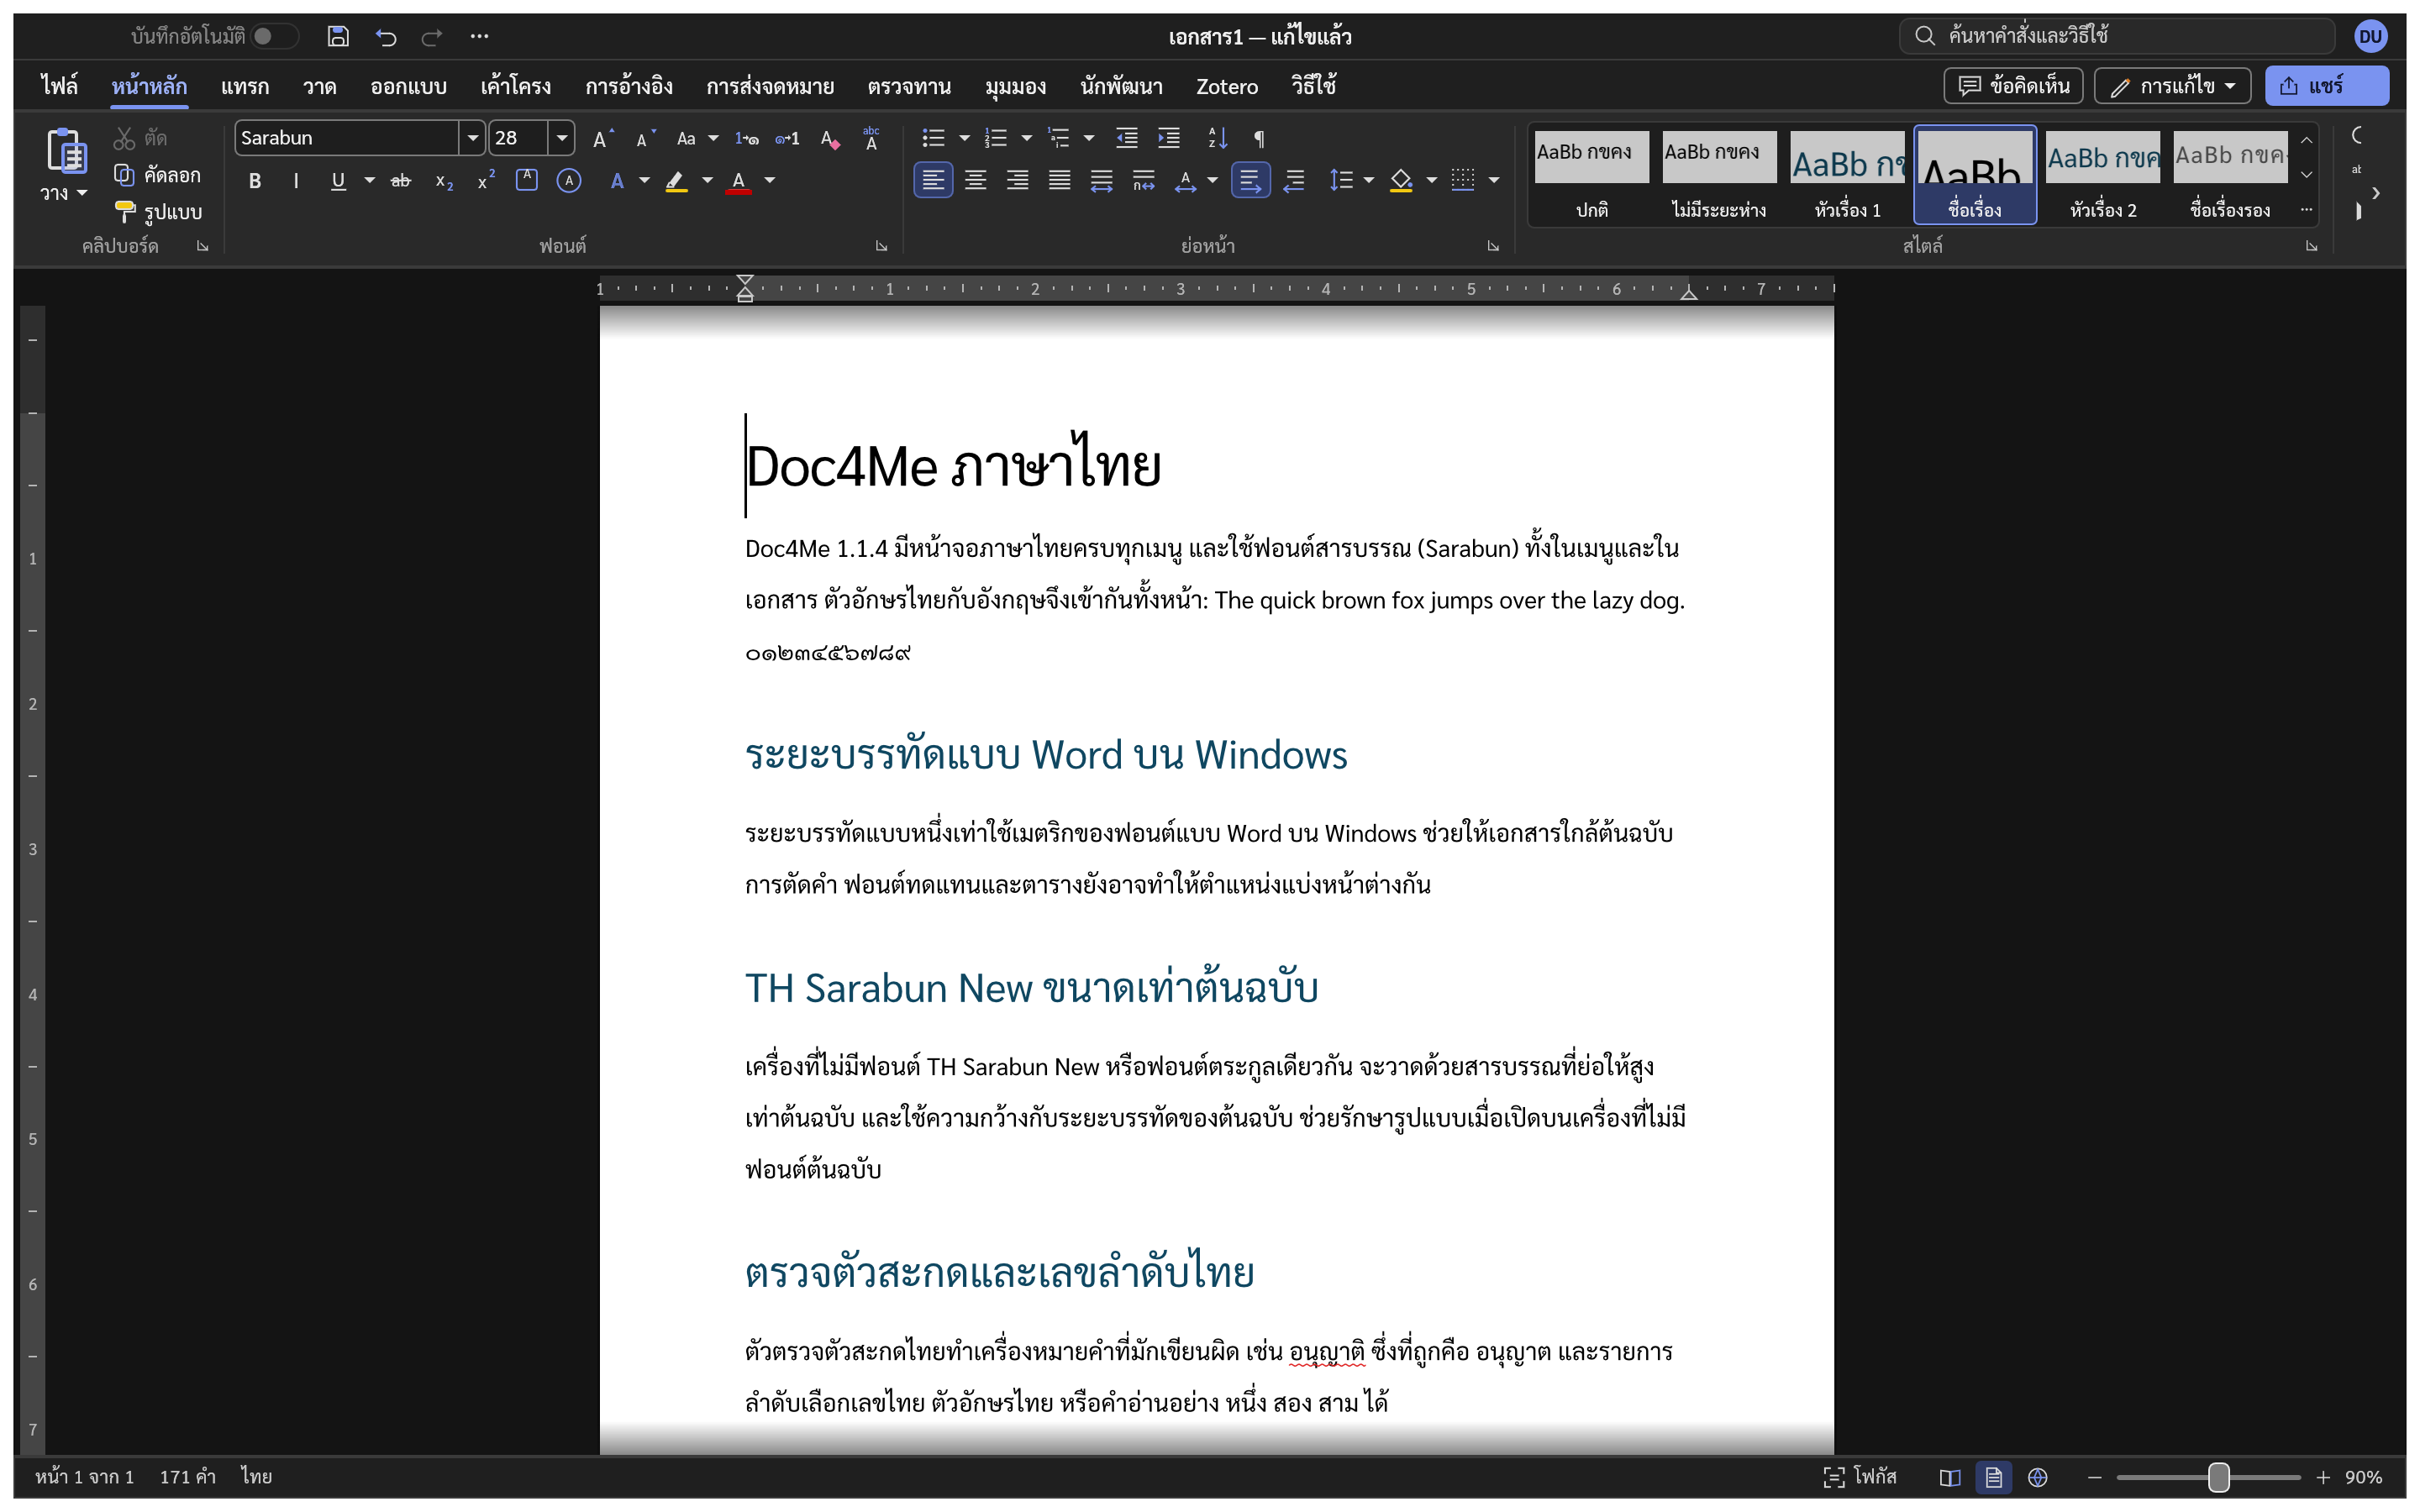 บันทึกอัตโนมัติ
เอกสาร1 — แก้ไขแล้ว
ค้นหาคำสั่งและวิธีใช้
DU
ไฟล์ หน้าหลัก แทรก วาด ออกแบบ เค้าโครง การอ้างอิง การส่งจดหมาย ตรวจทาน มุมมอง นักพัฒนา Zotero วิธีใช้
ข้อคิดเห็น การแก้ไข แชร์
วาง
ตัด
คัดลอก
รูปแบบ
คลิปบอร์ด
Sarabun 28
ฟอนต์
ย่อหน้า
AaBb กขคง AaBb กขคง AaBb กข AaBb AaBb กขค AaBb กขค
ปกติ ไม่มีระยะห่าง หัวเรื่อง 1 ชื่อเรื่อง หัวเรื่อง 2 ชื่อเรื่องรอง
สไตล์
1 1 2 3 4 5 6 7
Doc4Me ภาษาไทย
Doc4Me 1.1.4 มีหน้าจอภาษาไทยครบทุกเมนู และใช้ฟอนต์สารบรรณ (Sarabun) ทั้งในเมนูและใน
เอกสาร ตัวอักษรไทยกับอังกฤษจึงเข้ากันทั้งหน้า: The quick brown fox jumps over the lazy dog.
๐๑๒๓๔๕๖๗๘๙
ระยะบรรทัดแบบ Word บน Windows
ระยะบรรทัดแบบหนึ่งเท่าใช้เมตริกของฟอนต์แบบ Word บน Windows ช่วยให้เอกสารใกล้ต้นฉบับ
การตัดคำ ฟอนต์ทดแทนและตารางยังอาจทำให้ตำแหน่งแบ่งหน้าต่างกัน
TH Sarabun New ขนาดเท่าต้นฉบับ
เครื่องที่ไม่มีฟอนต์ TH Sarabun New หรือฟอนต์ตระกูลเดียวกัน จะวาดด้วยสารบรรณที่ย่อให้สูง
เท่าต้นฉบับ และใช้ความกว้างกับระยะบรรทัดของต้นฉบับ ช่วยรักษารูปแบบเมื่อเปิดบนเครื่องที่ไม่มี
ฟอนต์ต้นฉบับ
ตรวจตัวสะกดและเลขลำดับไทย
ตัวตรวจตัวสะกดไทยทำเครื่องหมายคำที่มักเขียนผิด เช่น อนุญาติ ซึ่งที่ถูกคือ อนุญาต และรายการ
ลำดับเลือกเลขไทย ตัวอักษรไทย หรือคำอ่านอย่าง หนึ่ง สอง สาม ได้
1
2
3
4
5
6
7
หน้า 1 จาก 1 171 คำ ไทย
โฟกัส
90%